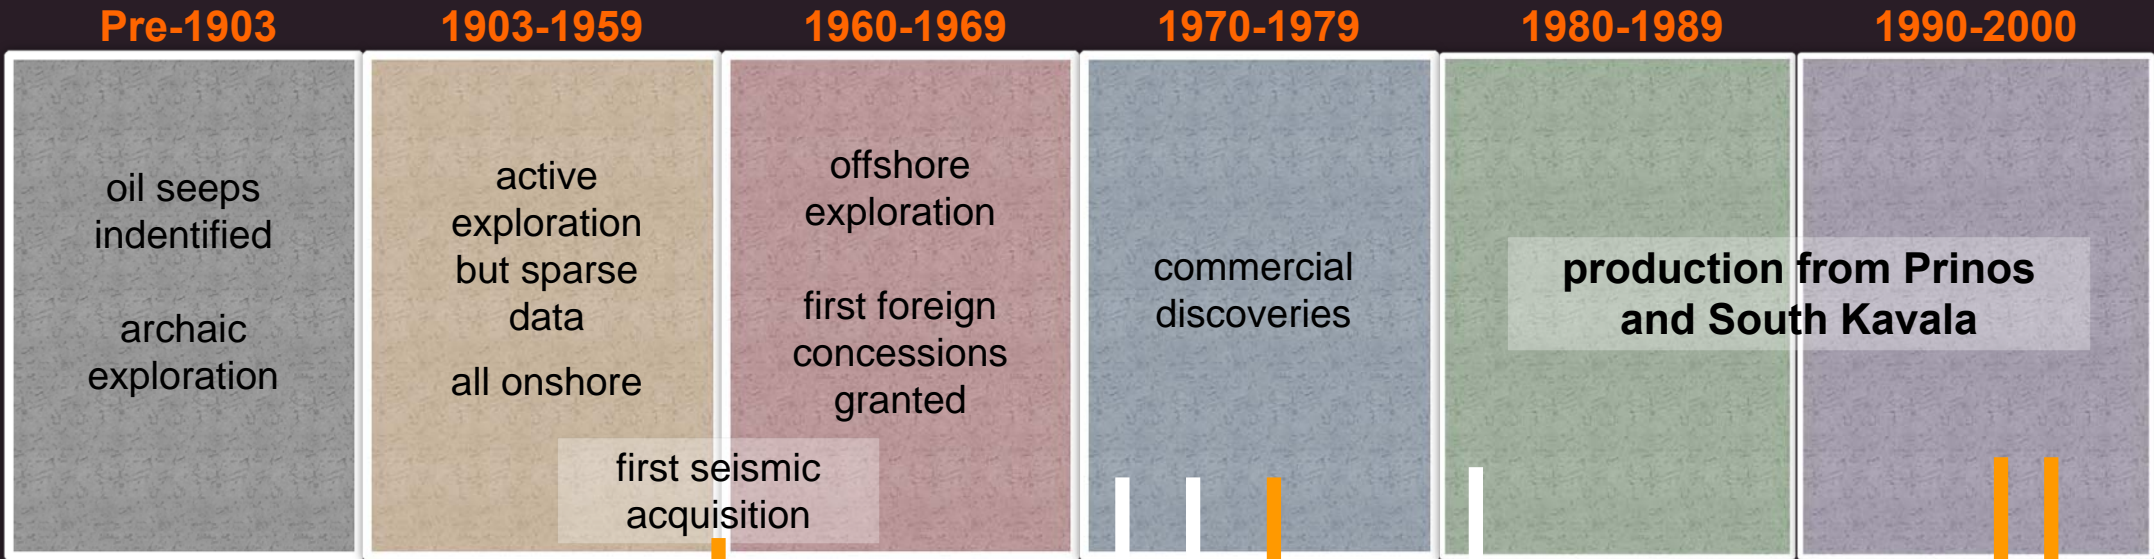 Pre-1903
1903-1959
1960-1969
1970-1979
1980-1989
1990-2000
oil seeps
indentified
archaic
exploration
active
exploration
but sparse
data
all onshore
offshore
exploration
first foreign
concessions
granted
first seismic
acquisition
commercial
discoveries
production from Prinos
and South Kavala